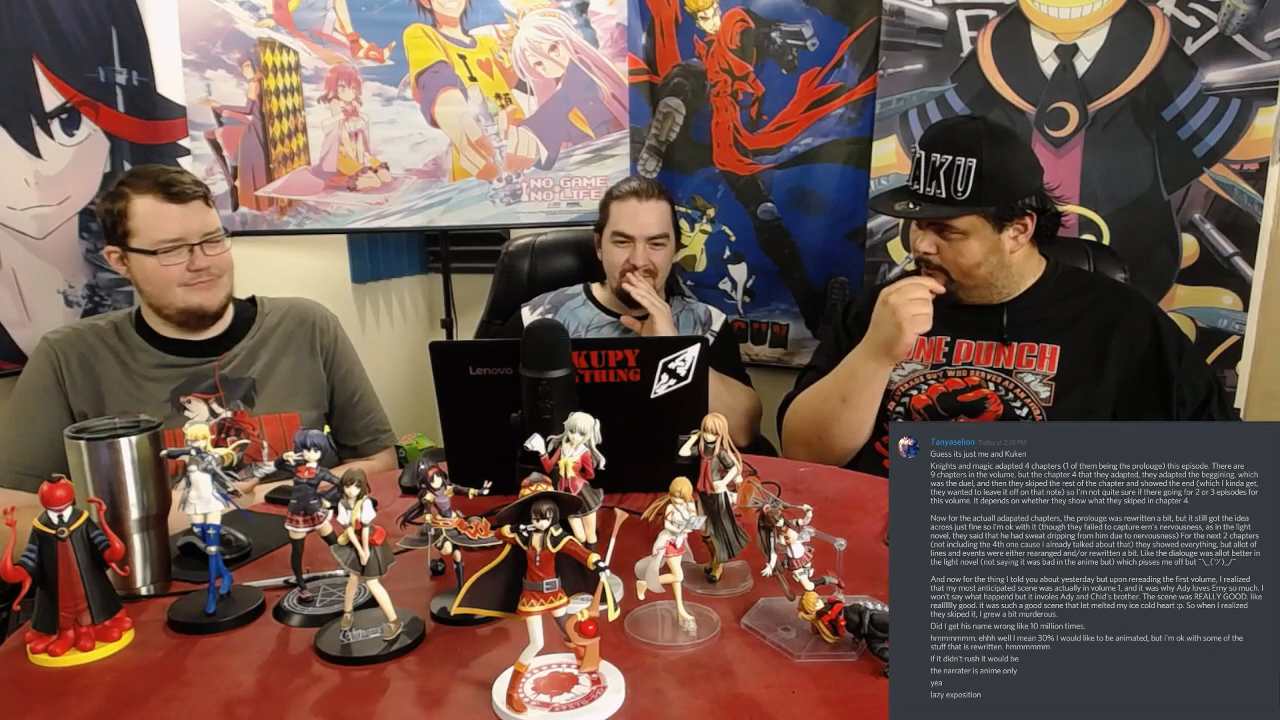 NO GAME
NO LIFE
AKU
Lenovo
KUPY
THING
NE PUNCH
GUN
Tanyaselion Today at 2:38 PM
Guess its just me and Kuken
Knights and magic adapted 4 chapters (1 of them being the prolouge) this episode. There are
9 chapters in the volume, but the chapter 4 that they adapted, they adapted the beggining, which
was the duel, and then they skiped the rest of the chapter and showed the end (which I kinda get,
they wanted to leave it off on that note) so I'm not quite sure if there going for 2 or 3 episodes for
this volume. It depends on whether they show what they skiped in chapter 4.
Now for the actuall adapated chapters, the prolouge was rewritten a bit, but it still got the idea
across just fine so I'm ok with it (though they failed to capture erni's nervousness, as in the light
novel, they said that he had sweat dripping from him due to nervousness) For the next 2 chapters
(not including the 4th one cause i already talked about that) they showed everything, but allot of
lines and events were either rearanged and/or rewritten a bit. Like the dialouge was allot better in
the light novel (not saying it was bad in the anime but) which pisses me off but ¯\_(ツ)_/¯
And now for the thing I told you about yesterday but upon rereading the first volume, I realized
that my most anticipated scene was actually in volume 1, and it was why Ady loves Erny so much. I
won't say what happend but it involes Ady and Chid's brother. The scene was REALLY GOOD. like
reallllllly good. it was such a good scene that let melted my ice cold heart :p. So when I realized
they skiped it, I grew a bit murderous.
Did I get his name wrong like 10 million times.
hmmmmmm. ehhh well I mean 30% I would like to be animated, but i'm ok with some of the
stuff that is rewritten. hmmmmmm
if it didn't rush it would be
the narrater is anime only
yea
lazy exposition